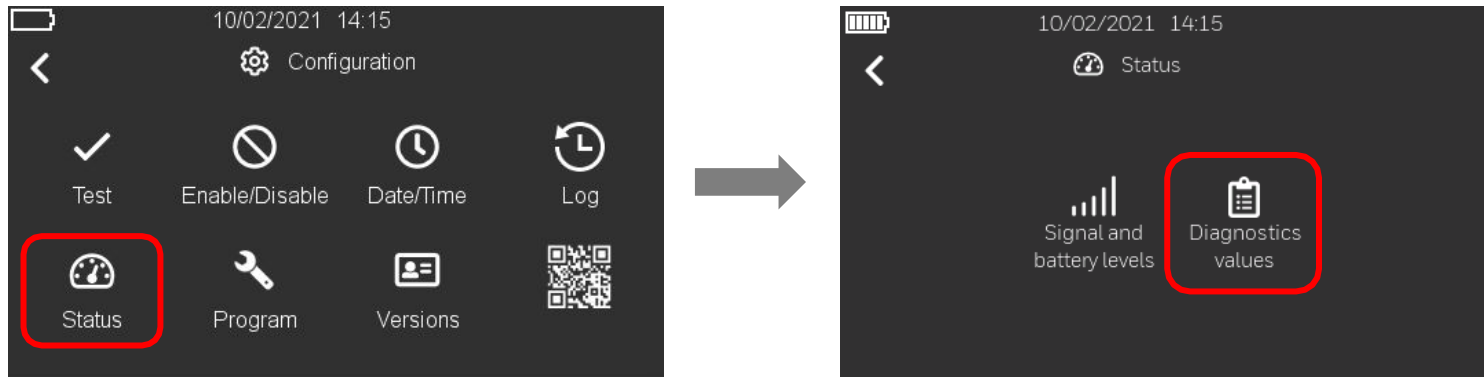 10/02/2021 14:15
Configuration
Test Enable/Disable Date/Time Log
Status Program Versions
10/02/2021 14:15
Status
Signal and battery levels
Diagnostics values